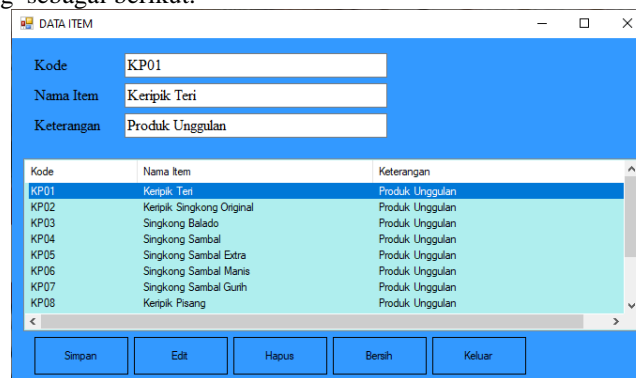 g sebagai berikut.
DATA ITEM
Kode KP01
Nama Item Keripik Teri
Keterangan Produk Unggulan
Kode Nama Item Keterangan
KP01 Keripik Teri Produk Unggulan
KP02 Keripik Singkong Original Produk Unggulan
KP03 Singkong Balado Produk Unggulan
KP04 Singkong Sambal Produk Unggulan
KP05 Singkong Sambal Extra Produk Unggulan
KP06 Singkong Sambal Manis Produk Unggulan
KP07 Singkong Sambal Gurih Produk Unggulan
KP08 Keripik Pisang Produk Unggulan
Simpan Edit Hapus Bersih Keluar